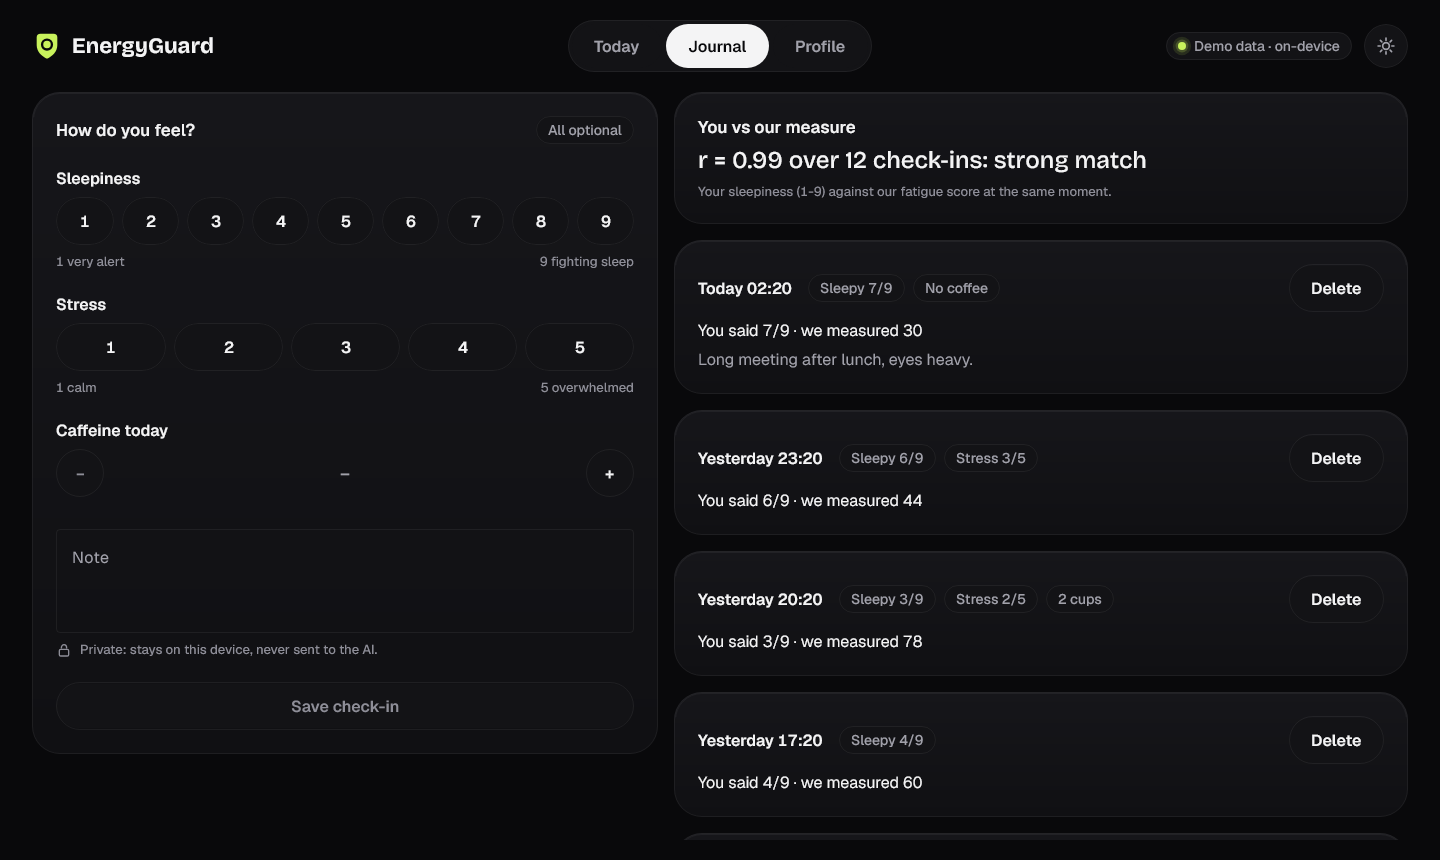 EnergyGuard
Today
Journal
Profile
Demo data · on-device
How do you feel?
All optional
Sleepiness
1 2 3 4 5 6 7 8 9
1 very alert
9 fighting sleep
Stress
1 2 3 4 5
1 calm
5 overwhelmed
Caffeine today
− – +
Note
Private: stays on this device, never sent to the AI.
Save check-in
You vs our measure
r = 0.99 over 12 check-ins: strong match
Your sleepiness (1-9) against our fatigue score at the same moment.
Today 02:20 Sleepy 7/9 No coffee Delete
You said 7/9 · we measured 30
Long meeting after lunch, eyes heavy.
Yesterday 23:20 Sleepy 6/9 Stress 3/5 Delete
You said 6/9 · we measured 44
Yesterday 20:20 Sleepy 3/9 Stress 2/5 2 cups Delete
You said 3/9 · we measured 78
Yesterday 17:20 Sleepy 4/9 Delete
You said 4/9 · we measured 60